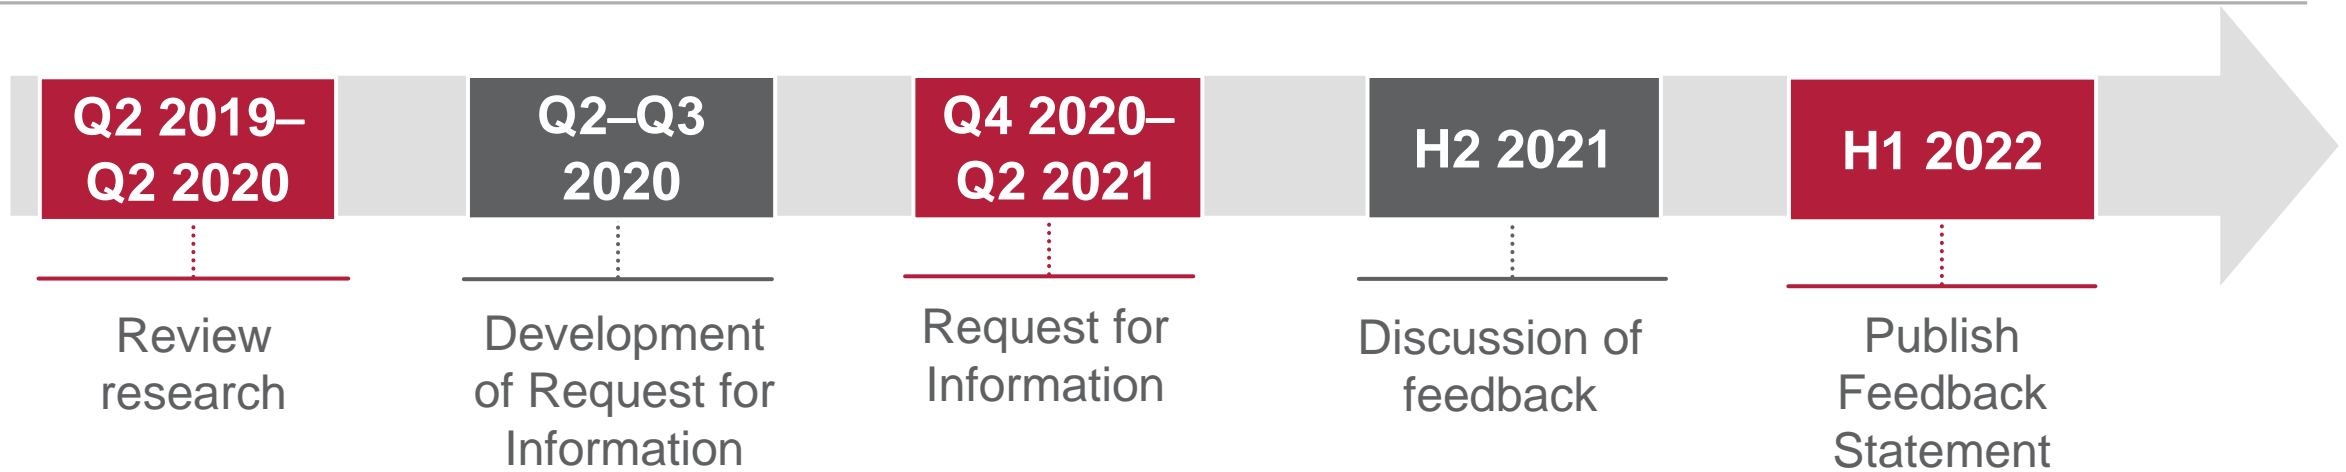 Q2 2019–
Q2 2020
Q2–Q3
2020
Q4 2020–
Q2 2021
H2 2021
H1 2022
Review
research
Development
of Request for
Information
Request for
Information
Discussion of
feedback
Publish
Feedback
Statement